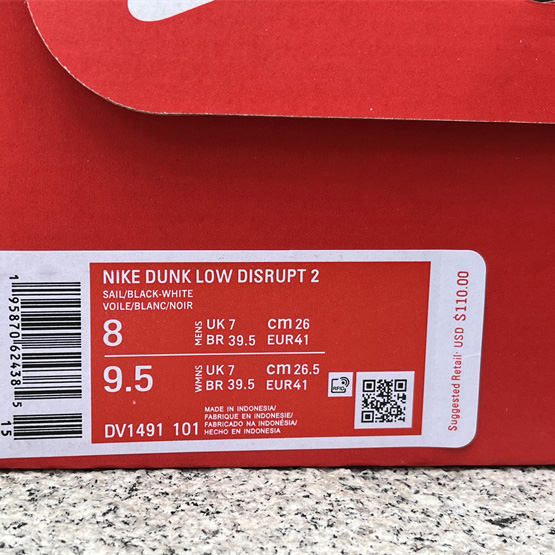 NIKE DUNK LOW DISRUPT 2
SAIL/BLACK-WHITE
VOILE/BLANC/NOIR
8 MENS UK 7 cm 26
BR 39.5 EUR41
9.5 WMNS UK 7 cm 26.5
BR 39.5 EUR41
RFID
MADE IN INDONESIA/
FABRIQUE EN INDONESIE/
FABRICADO NA INDONÉSIA/
HECHO EN INDONESIA
DV1491 101
Suggested Retail: USD $110.00
1 95870 62438 5
15